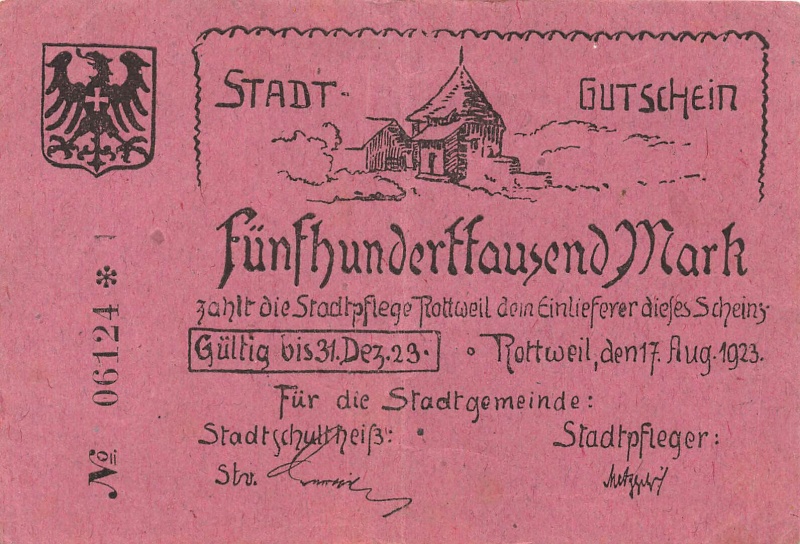 STADT- GUTSCHEIN
Fünfhunderttausend Mark
zahlt die Stadtpflege Rottweil dem Einlieferer dieses Scheins
Gültig bis 31. Dez. 23. Rottweil, den 17. Aug. 1923.
Für die Stadtgemeinde:
Stadtschultheiß: Stadtpfleger:
Stv.
№ 06124 * 1